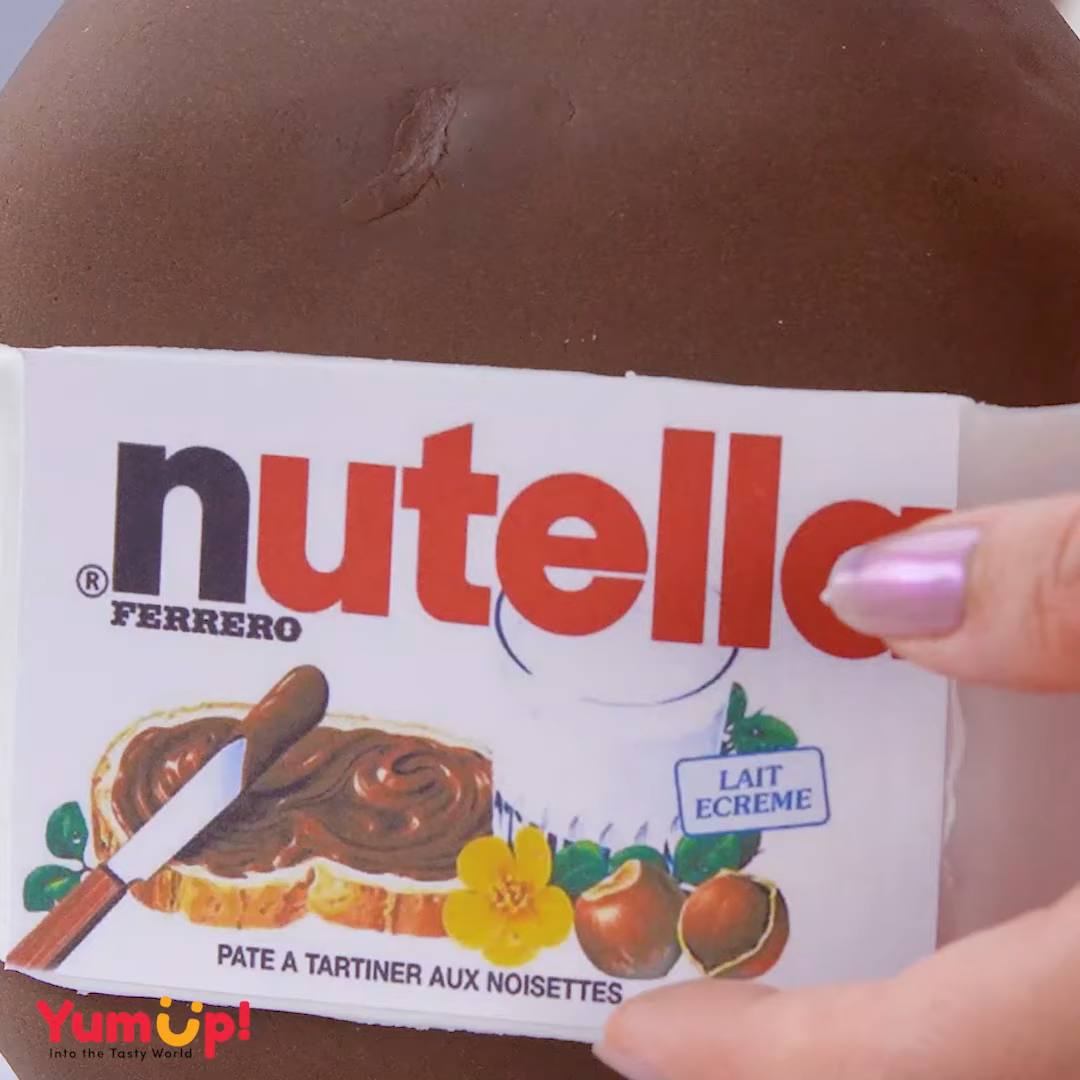 nutella
®
FERRERO
LAIT
ECREME
PATE A TARTINER AUX NOISETTES
YumUp!
Into the Tasty World